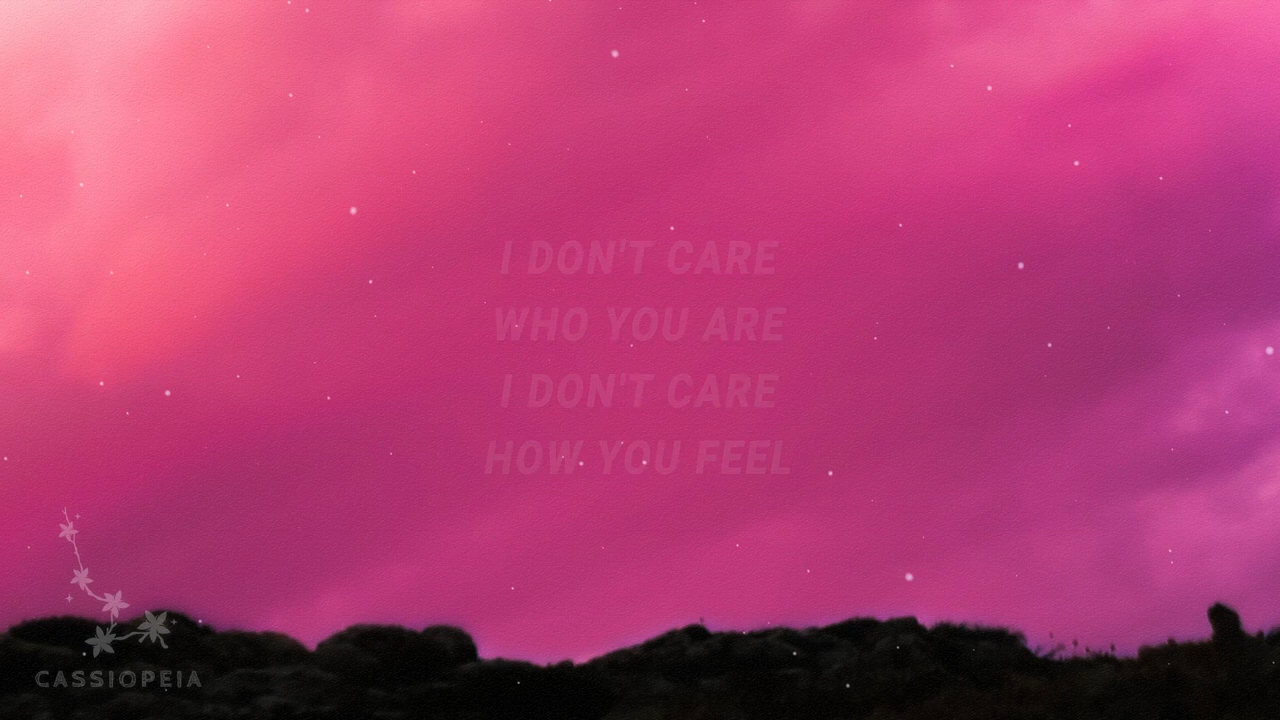 I DON'T CARE
WHO YOU ARE
I DON'T CARE
HOW YOU FEEL
CASSIOPEIA